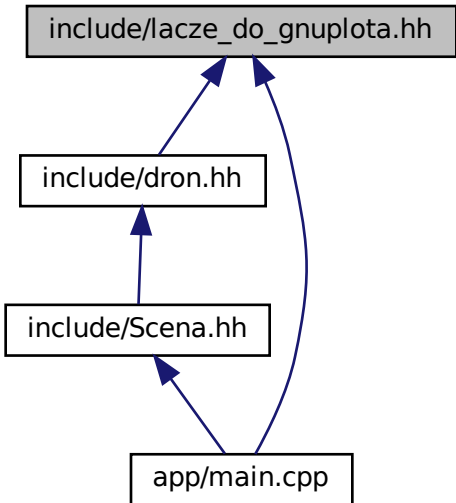 include/lacze_do_gnuplota.hh
include/dron.hh
include/Scena.hh
app/main.cpp